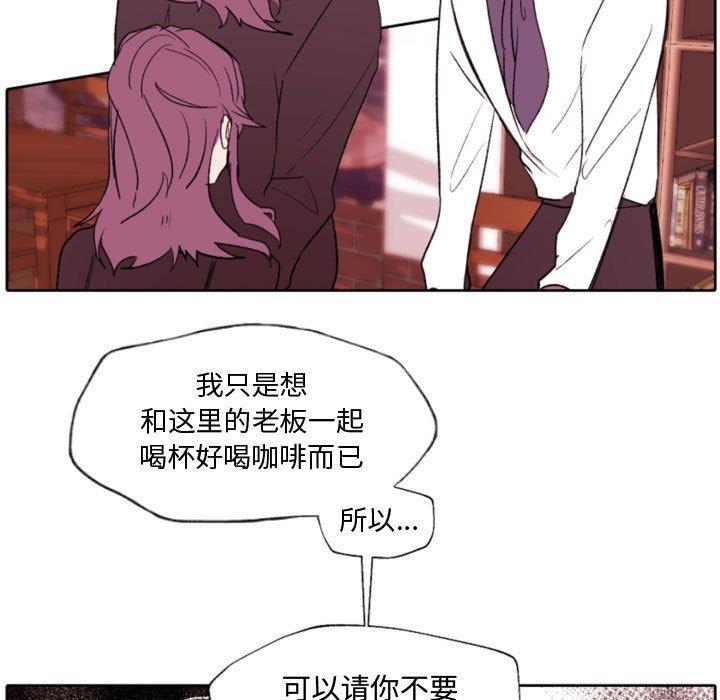 我只是想
和这里的老板一起
喝杯好喝咖啡而已
所以...
可以请你不要